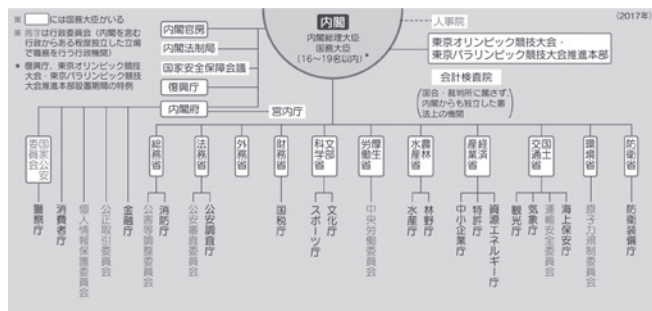 ※ には国務大臣がいる
※ 両字は行政委員会（内閣を含む
行政からある程度独立した立場
で職務を行う行政機関）
＊ 復興庁、東京オリンピック競技
大会・東京パラリンピック競技
大会推進本部設置期間の特例
（2017年）
内閣
内閣総理大臣
国務大臣
（16〜19名以内）＊
内閣官房
内閣法制局
国家安全保障会議
復興庁
内閣府
宮内庁
人事院
東京オリンピック競技大会・
東京パラリンピック競技大会推進本部
会計検査院
（国会・裁判所に属さず、
内閣からも独立した憲
法上の機関）
国家公安
委員会
総務省
法務省
外務省
財務省
文部
科学省
厚生
労働省
農林
水産省
経済
産業省
国土
交通省
環境省
防衛省
警察庁
消費者庁
個人情報保護委員会
公正取引委員会
金融庁
公害等調整委員会
消防庁
公安審査委員会
公安調査庁
国税庁
スポーツ庁
文化庁
中央労働委員会
水産庁
林野庁
中小企業庁
特許庁
資源エネルギー庁
観光庁
気象庁
運輸安全委員会
海上保安庁
原子力規制委員会
防衛装備庁